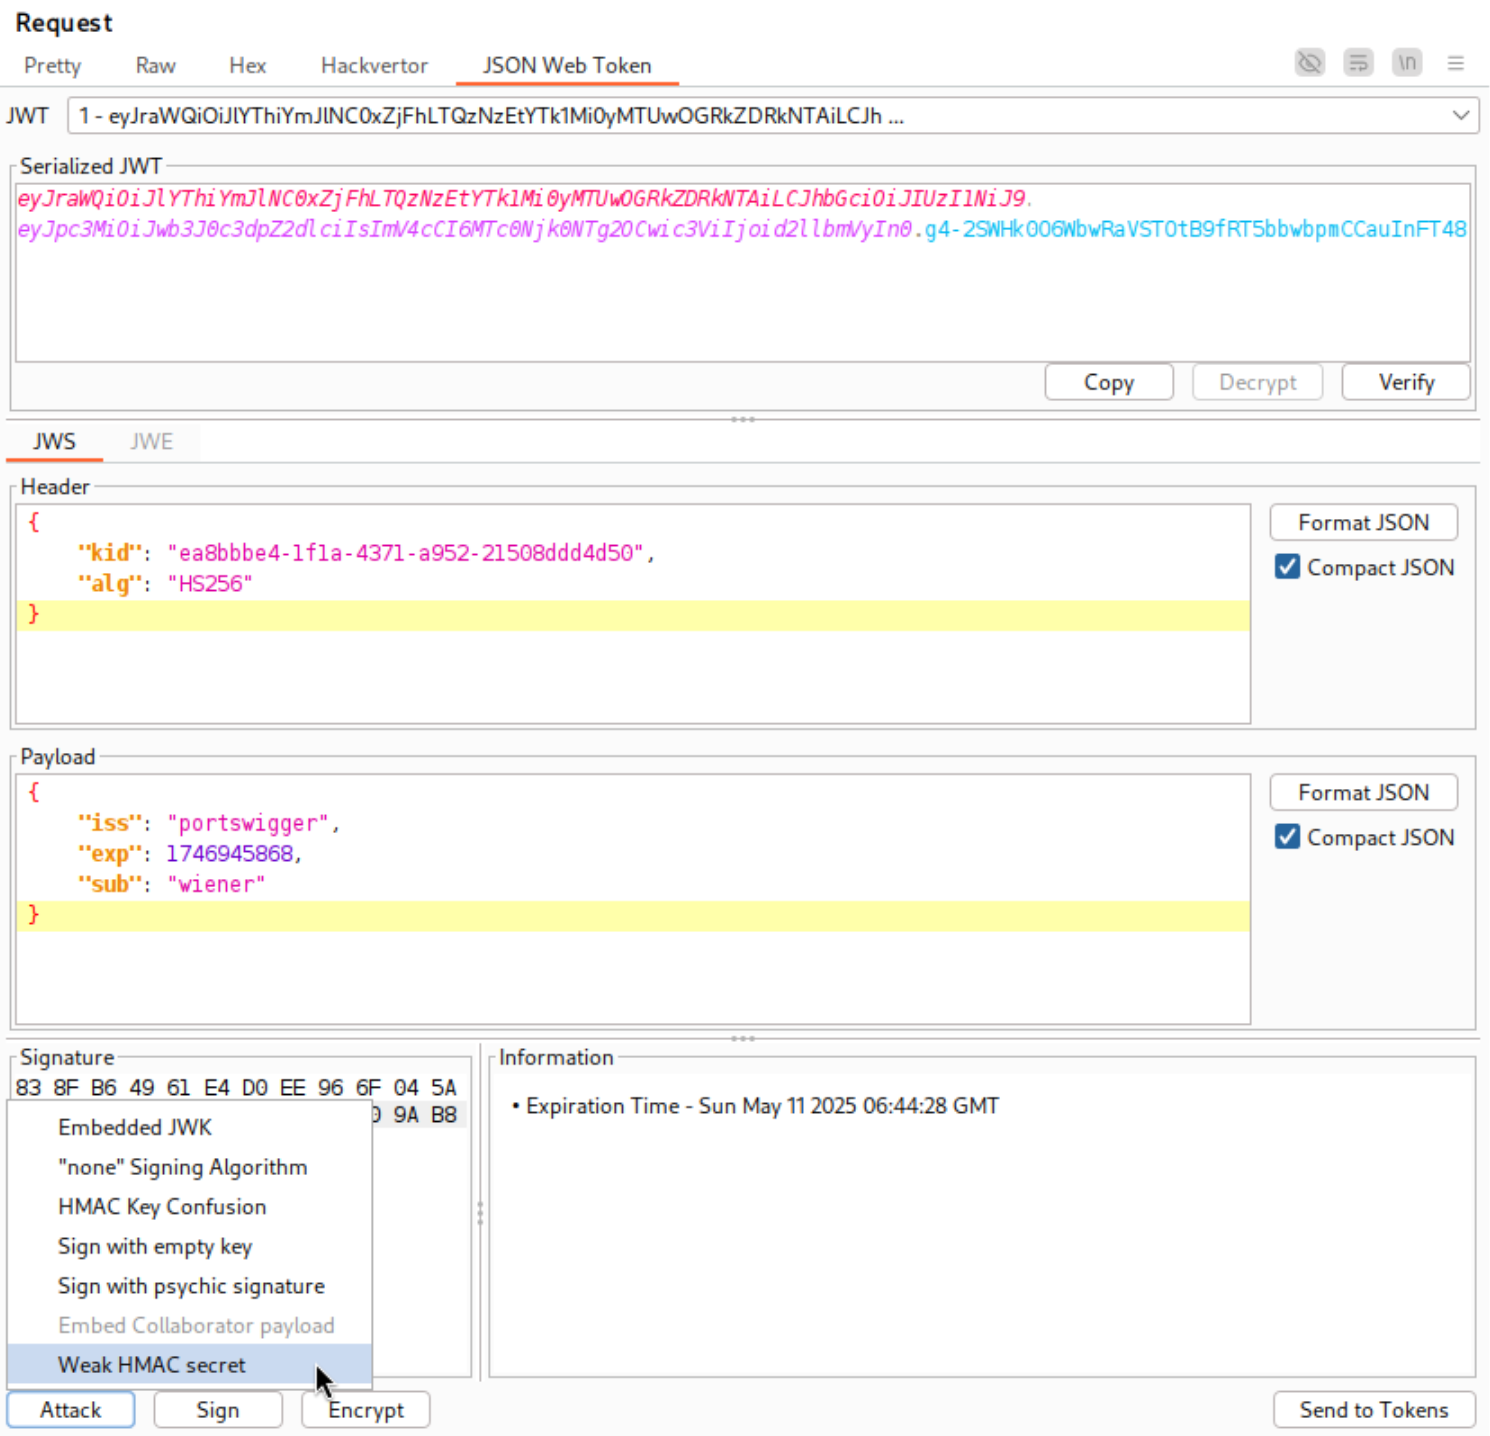 Request
Pretty Raw Hex Hackvertor JSON Web Token \n
JWT 1 - eyJraWQiOiJlYThiYmJlNC0xZjFhLTQzNzEtYTk1Mi0yMTUwOGRkZDRkNTAiLCJh ...
Serialized JWT
eyJraWQiOiJlYThiYmJlNC0xZjFhLTQzNzEtYTk1Mi0yMTUwOGRkZDRkNTAiLCJhbGciOiJIUzI1NiJ9.
eyJpc3MiOiJwb3J0c3dpZ2dlciIsImV4cCI6MTc0Njk0NTg2OCwic3ViIjoid2llbmVyIn0.g4-2SWHk0O6WbwRaVSTOtB9fRT5bbwbpmCCauInFT48
Copy Decrypt Verify
JWS JWE
Header
{
"kid": "ea8bbbe4-1f1a-4371-a952-21508ddd4d50",
"alg": "HS256"
}
Format JSON
Compact JSON
Payload
{
"iss": "portswigger",
"exp": 1746945868,
"sub": "wiener"
}
Format JSON
Compact JSON
Signature
83 8F B6 49 61 E4 D0 EE 96 6F 04 5A
9A B8
Embedded JWK
"none" Signing Algorithm
HMAC Key Confusion
Sign with empty key
Sign with psychic signature
Embed Collaborator payload
Weak HMAC secret
Information
• Expiration Time - Sun May 11 2025 06:44:28 GMT
Attack Sign Encrypt Send to Tokens